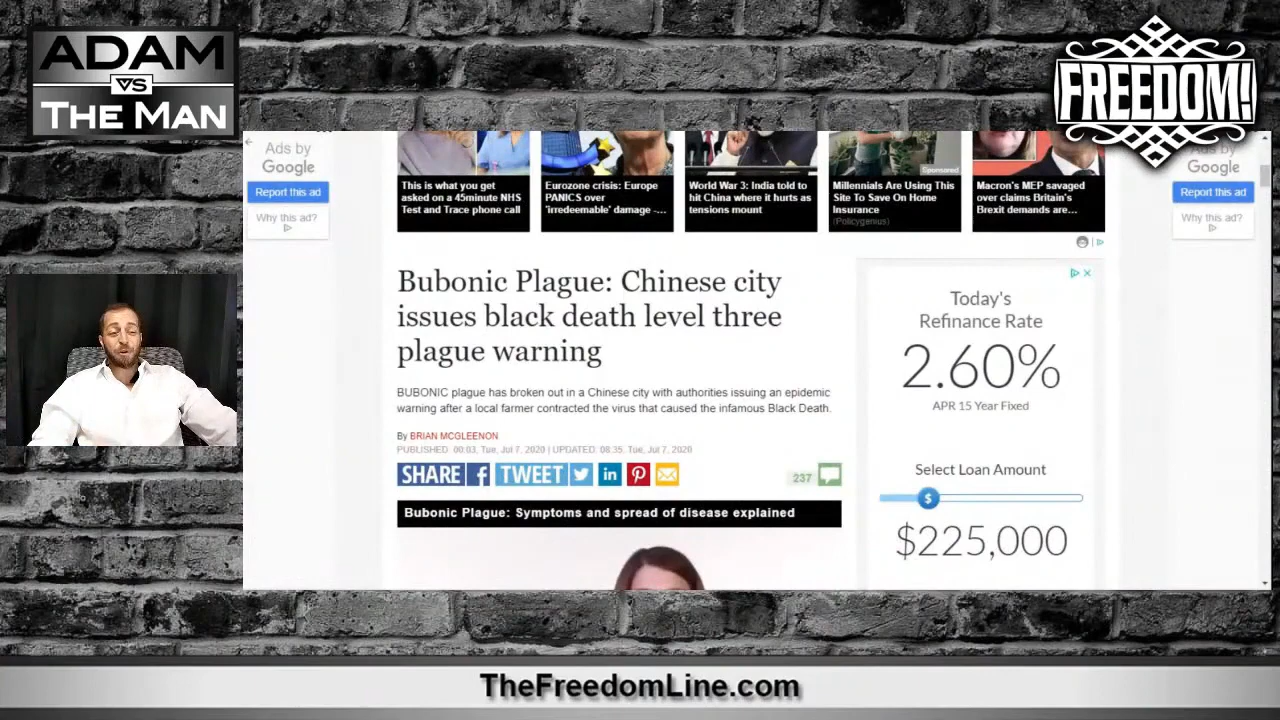 ADAM
VS
THE MAN
FREEDOM!
Ads by
Google
Report this ad
Why this ad?
This is what you get
asked on a 45minute NHS
Test and Trace phone call
Eurozone crisis: Europe
PANICS over
'irredeemable' damage -...
World War 3: India told to
hit China where it hurts as
tensions mount
Sponsored
Millennials Are Using This
Site To Save On Home
Insurance
(Policygenius)
Macron's MEP savaged
over claims Britain's
Brexit demands are...
Ads by
Google
Report this ad
Why this ad?
Bubonic Plague: Chinese city
issues black death level three
plague warning
BUBONIC plague has broken out in a Chinese city with authorities issuing an epidemic
warning after a local farmer contracted the virus that caused the infamous Black Death.
By BRIAN MCGLEENON
PUBLISHED: 00:03, Tue, Jul 7, 2020 | UPDATED: 08:35, Tue, Jul 7, 2020
SHARE f TWEET in
237
Bubonic Plague: Symptoms and spread of disease explained
Today's
Refinance Rate
2.60%
APR 15 Year Fixed
Select Loan Amount
$
$225,000
TheFreedomLine.com